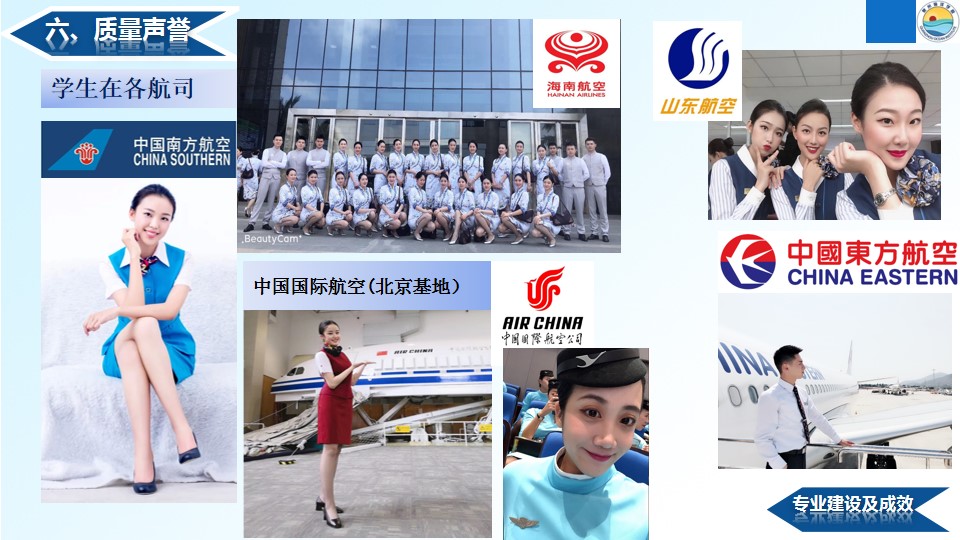 六、质量声誉
学生在各航司
中国南方航空
CHINA SOUTHERN
海南航空
HAINAN AIRLINES
BeautyCam
山东航空
中國東方航空
CHINA EASTERN
中国国际航空(北京基地）
AIR CHINA
中国国际航空公司
AIR CHINA
CHINA
专业建设及成效